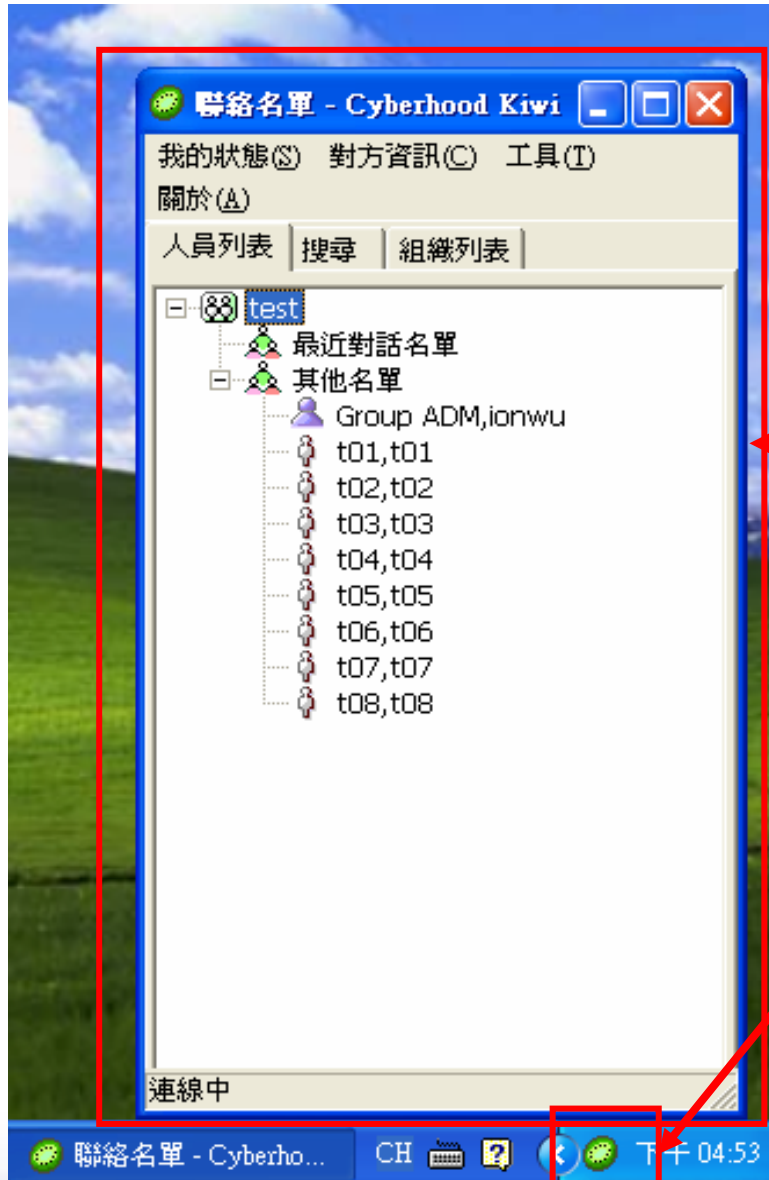 聯絡名單 - Cyberhood Kiwi
我的狀態(S) 對方資訊(C) 工具(T)
關於(A)
人員列表 搜尋 組織列表
test
最近對話名單
其他名單
Group ADM,ionwu
t01,t01
t02,t02
t03,t03
t04,t04
t05,t05
t06,t06
t07,t07
t08,t08
連線中
聯絡名單 - Cyberho... CH 下午 04:53